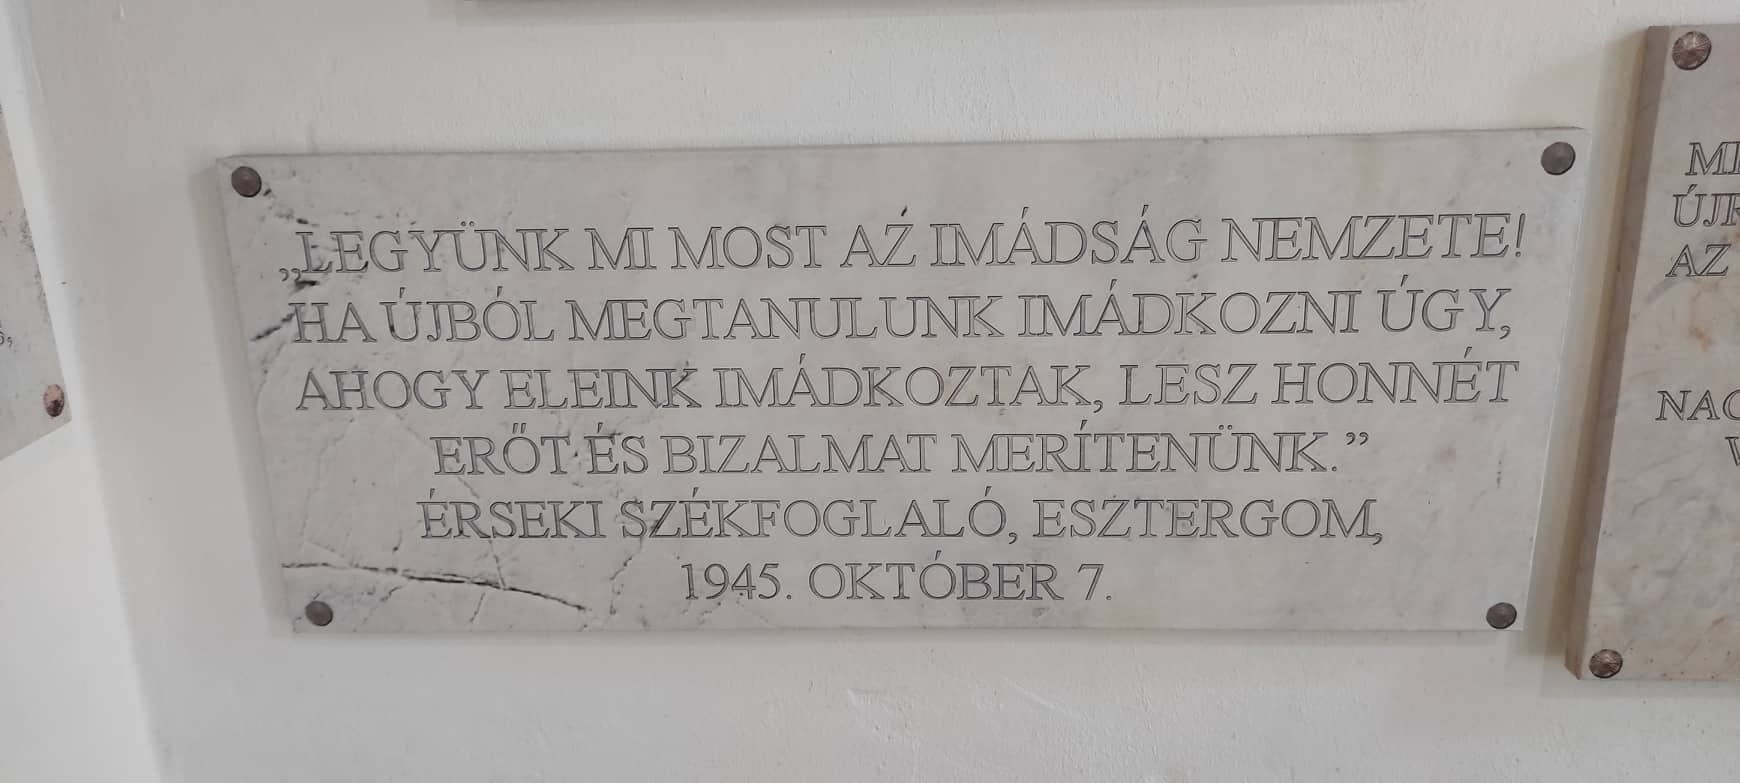 „LEGYÜNK MI MOST AZ IMÁDSÁG NEMZETE!
HA ÚJBÓL MEGTANULUNK IMÁDKOZNI ÚGY,
AHOGY ELEINK IMÁDKOZTAK, LESZ HONNÉT
ERŐT ÉS BIZALMAT MERÍTENÜNK.”
ÉRSEKI SZÉKFOGLALÓ, ESZTERGOM,
1945. OKTÓBER 7.
AZ